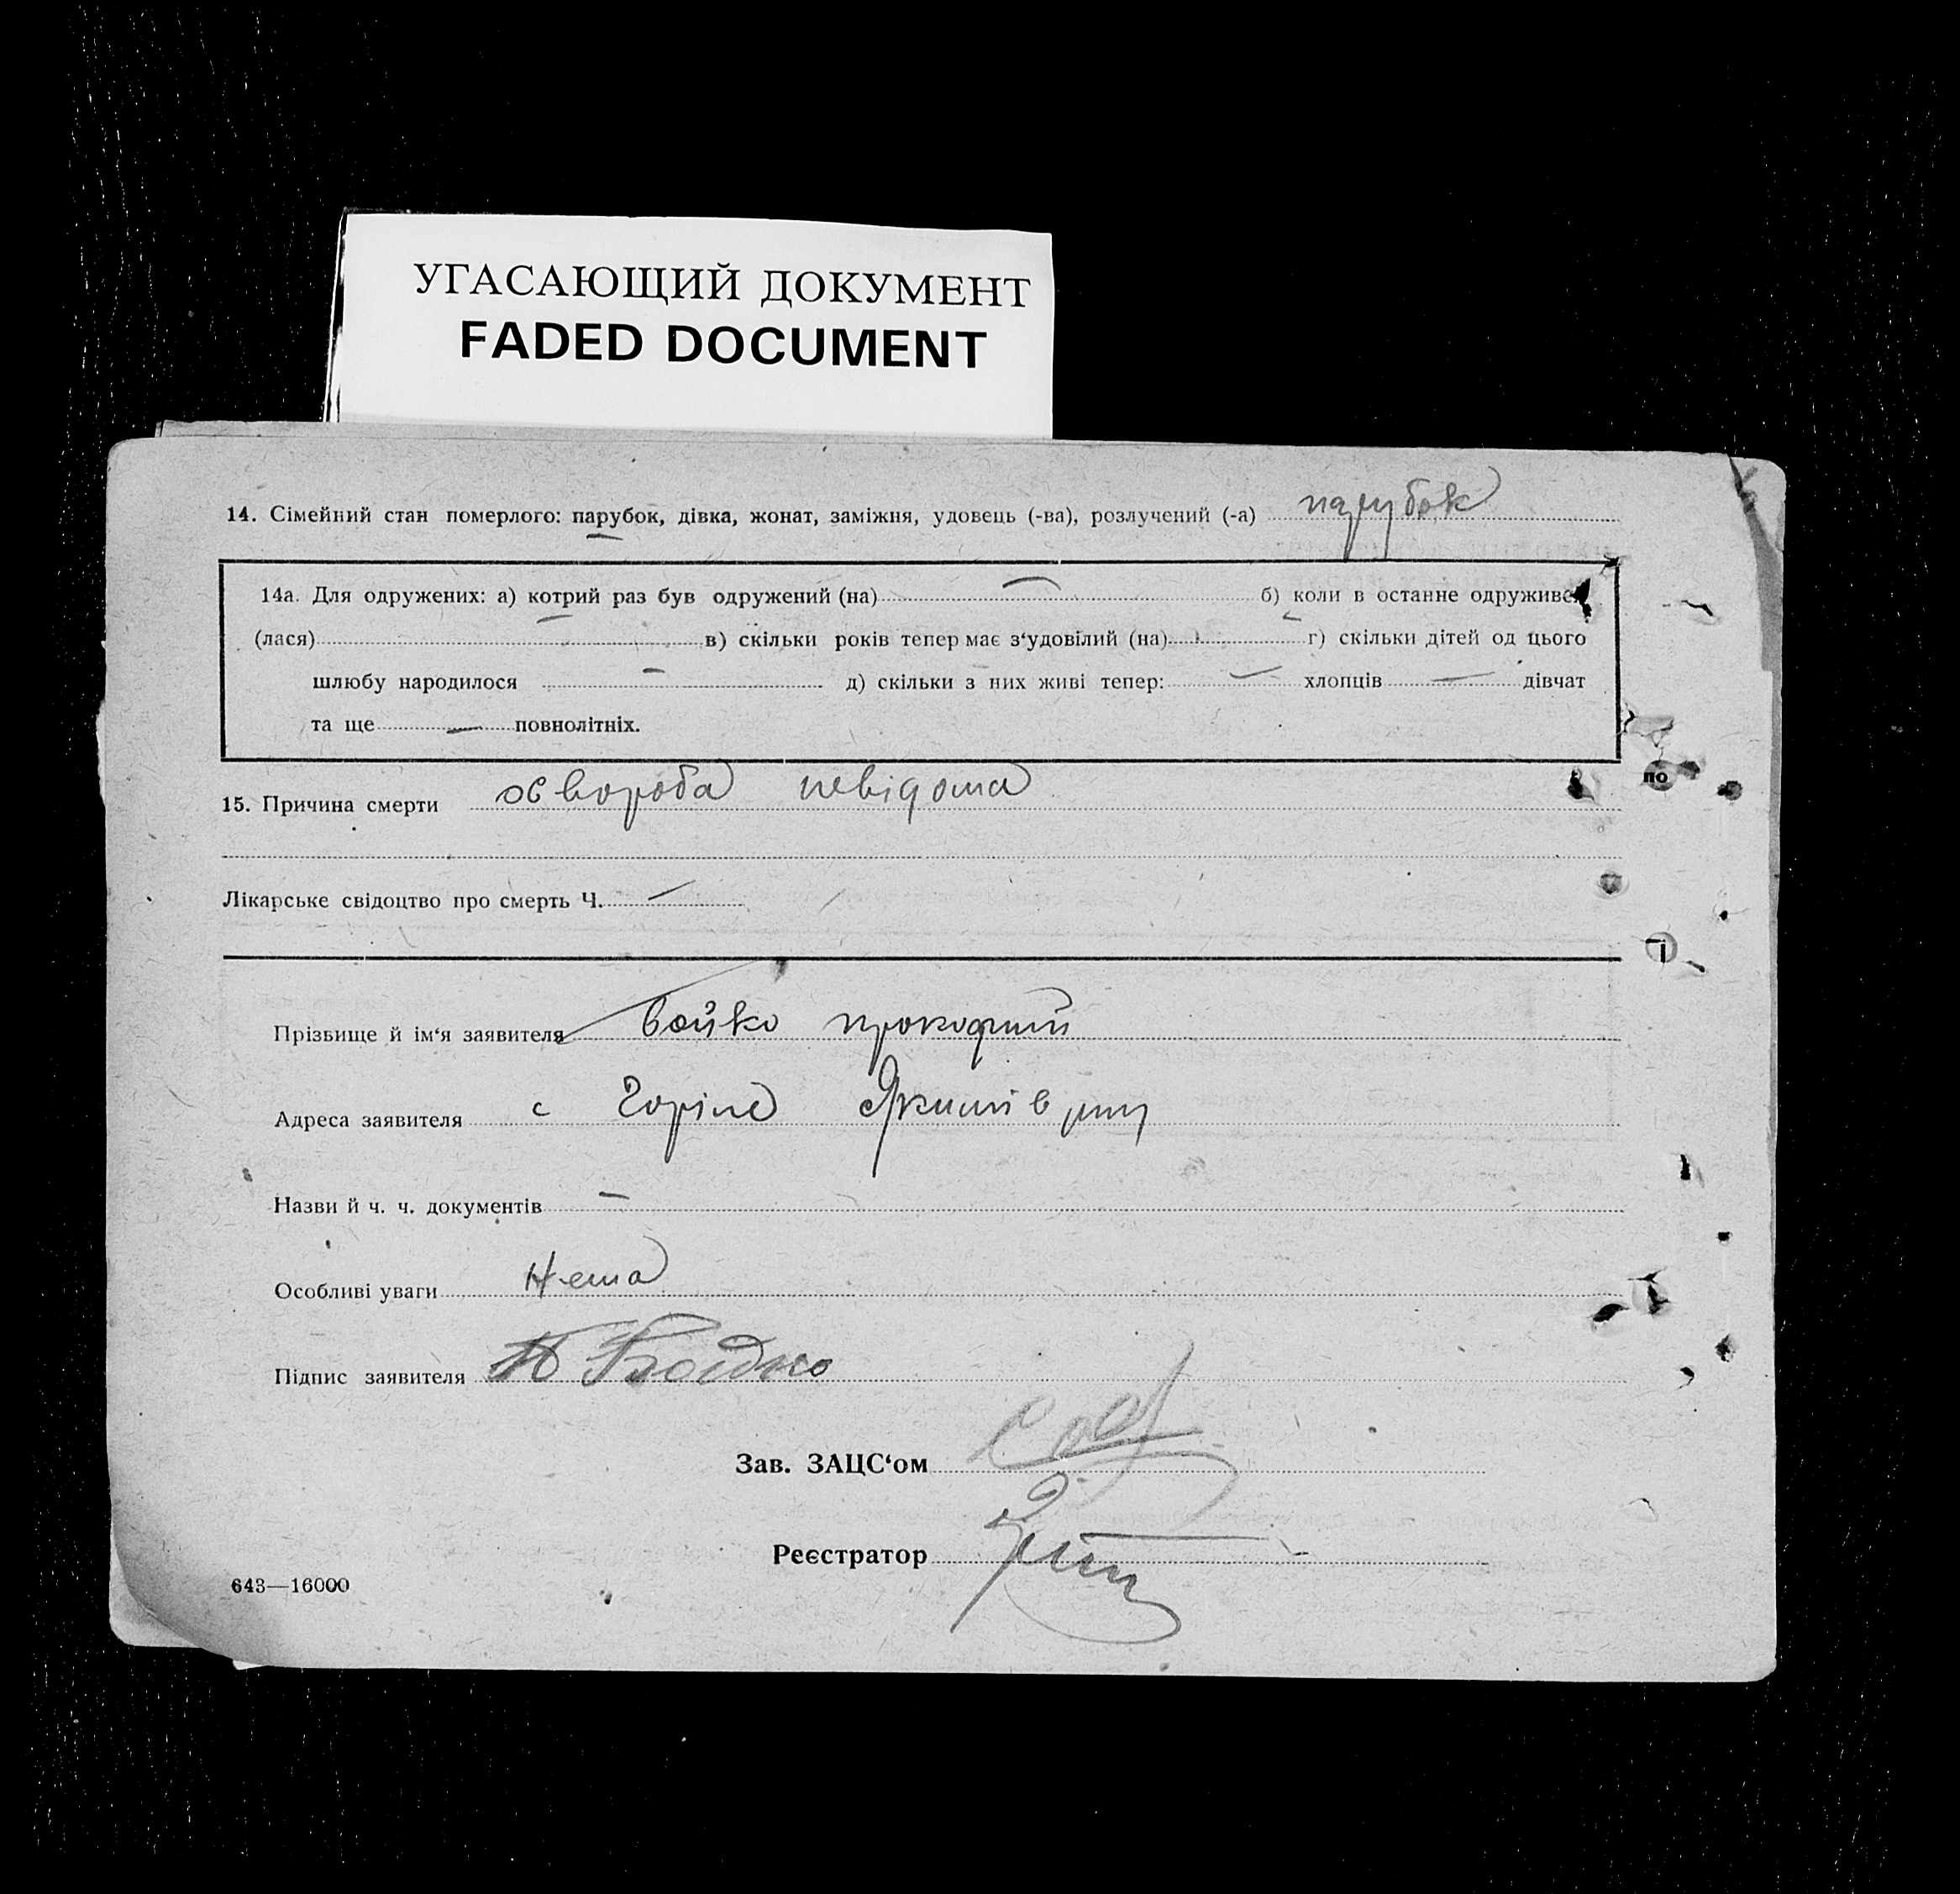 УГАСАЮЩИЙ ДОКУМЕНТ
FADED DOCUMENT
14. Сімейний стан померлого: парубок, дівка, жонат, заміжня, удовець (-ва), розлучений (-а) парубок
14а. Для одружених: а) котрий раз був одружений (на) — б) коли в останне одруживс
(лася) в) скільки років тепер має з‘удовілий (на) г) скільки дітей од цього
шлюбу народилося — д) скільки з них живі тепер: — хлопців — дівчат
та ще — повнолітніх.
15. Причина смерти хвороба невідома
Лікарське свідоцтво про смерть Ч. —
Прізвище й ім‘я заявителя Бойко прокофий
Адреса заявителя с Горіле
Назви й ч. ч. документів —
Особливі уваги Нема
Підпис заявителя П Бойко
Зав. ЗАЦС‘ом
Реєстратор
643—16000
по